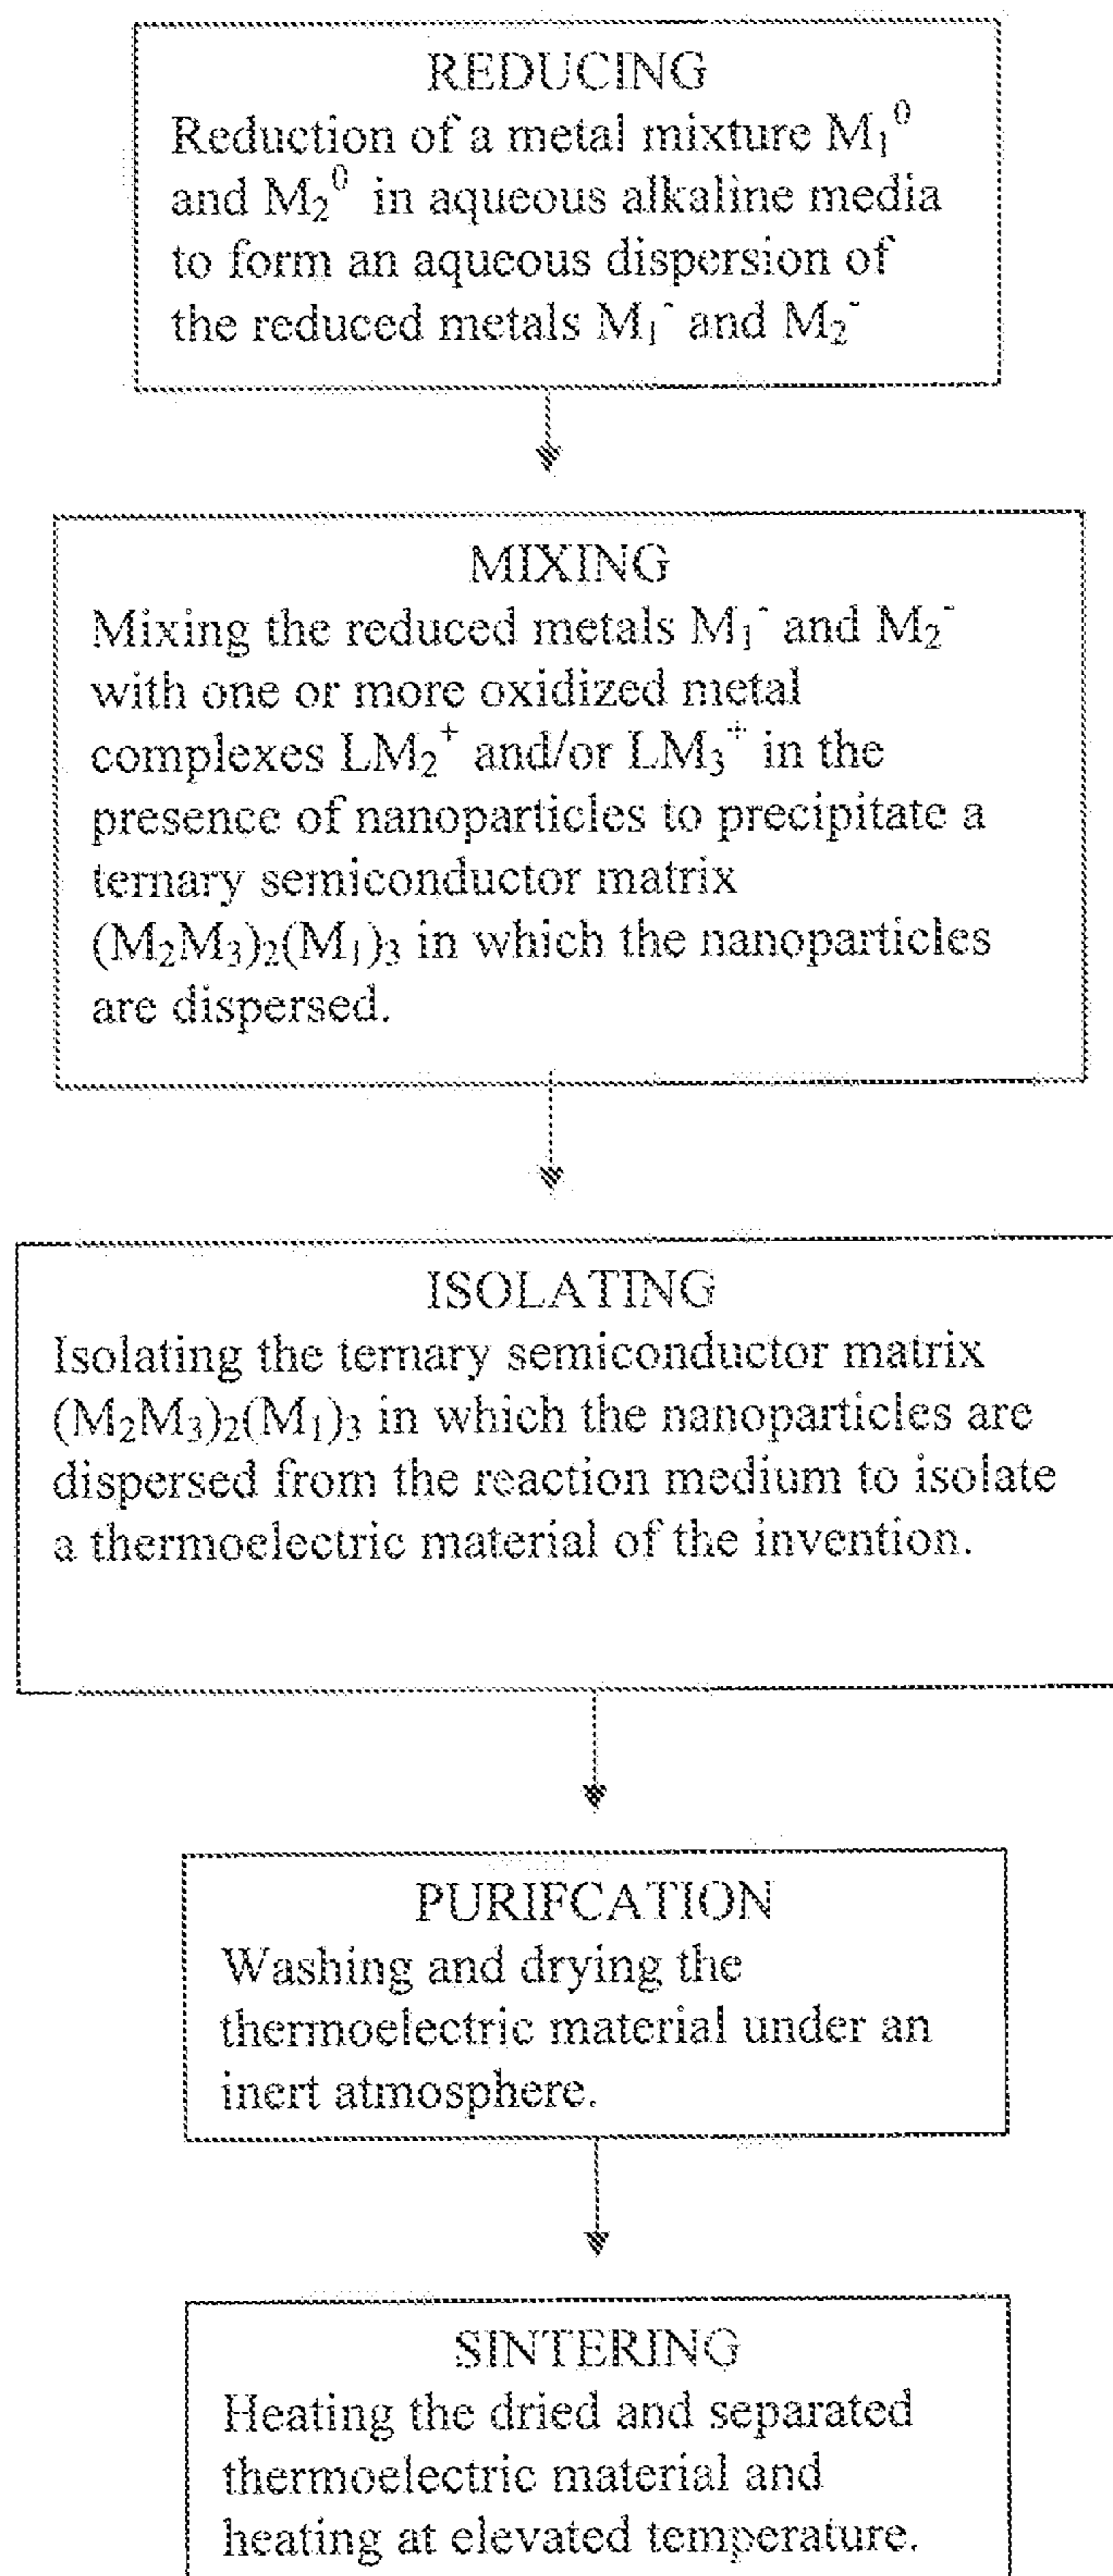 REDUCING
Reduction of a metal mixture M₁⁰
and M₂⁰ in aqueous alkaline media
to form an aqueous dispersion of
the reduced metals M₁⁻ and M₂⁻
MIXING
Mixing the reduced metals M₁⁻ and M₂⁻
with one or more oxidized metal
complexes LM₂⁺ and/or LM₃⁺ in the
presence of nanoparticles to precipitate a
ternary semiconductor matrix
(M₂M₃)₂(M₁)₃ in which the nanoparticles
are dispersed.
ISOLATING
Isolating the ternary semiconductor matrix
(M₂M₃)₂(M₁)₃ in which the nanoparticles are
dispersed from the reaction medium to isolate
a thermoelectric material of the invention.
PURIFCATION
Washing and drying the
thermoelectric material under an
inert atmosphere.
SINTERING
Heating the dried and separated
thermoelectric material and
heating at elevated temperature.